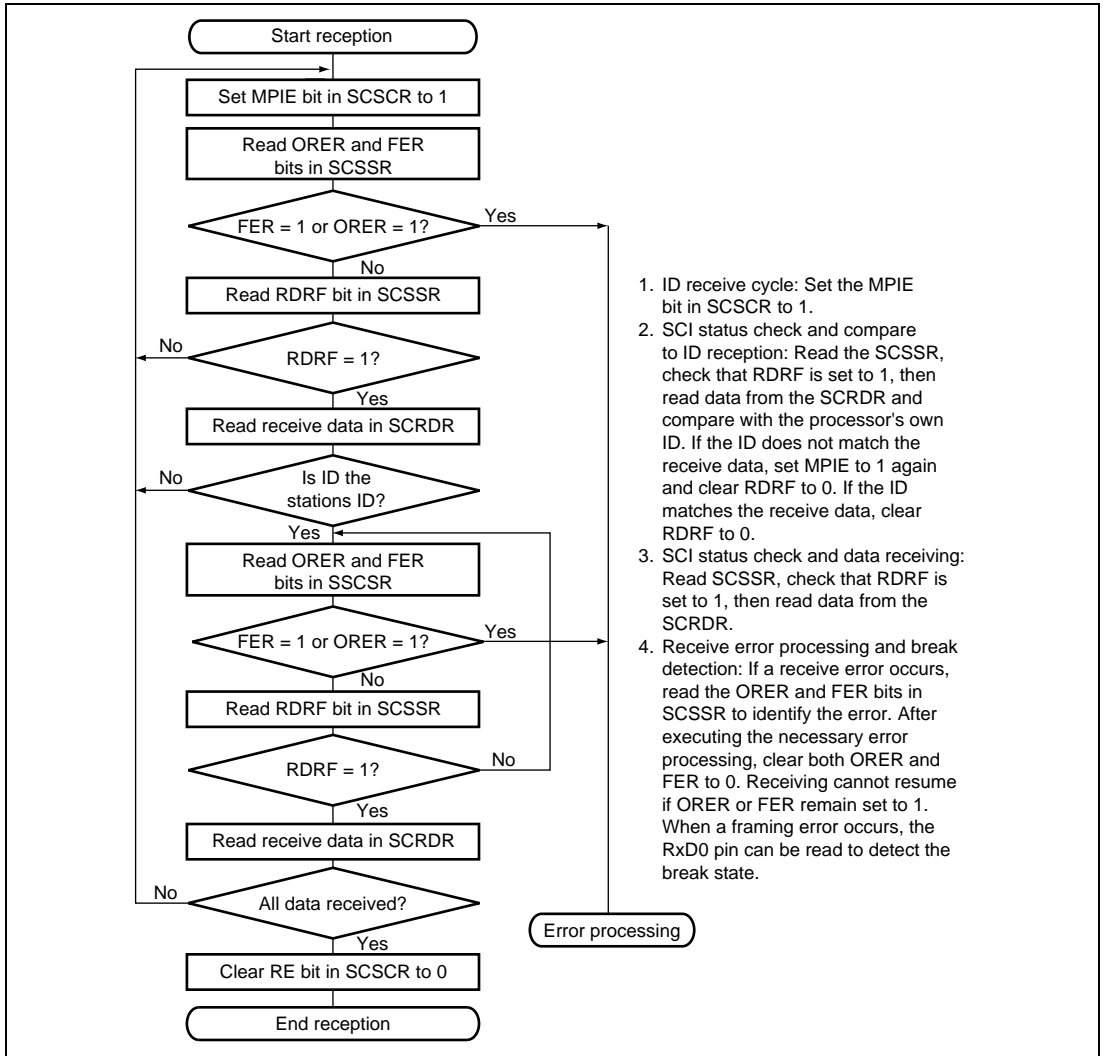 Start reception
Set MPIE bit in SCSCR to 1
Read ORER and FER
bits in SCSSR
FER = 1 or ORER = 1?
Yes
No
Read RDRF bit in SCSSR
No
RDRF = 1?
Yes
Read receive data in SCRDR
No
Is ID the
stations ID?
Yes
Read ORER and FER
bits in SSCSR
FER = 1 or ORER = 1?
Yes
No
Read RDRF bit in SCSSR
RDRF = 1?
No
Yes
Read receive data in SCRDR
No
All data received?
Yes
Clear RE bit in SCSCR to 0
End reception
Error processing
1. ID receive cycle: Set the MPIE
bit in SCSCR to 1.
2. SCI status check and compare
to ID reception: Read the SCSSR,
check that RDRF is set to 1, then
read data from the SCRDR and
compare with the processor's own
ID. If the ID does not match the
receive data, set MPIE to 1 again
and clear RDRF to 0. If the ID
matches the receive data, clear
RDRF to 0.
3. SCI status check and data receiving:
Read SCSSR, check that RDRF is
set to 1, then read data from the
SCRDR.
4. Receive error processing and break
detection: If a receive error occurs,
read the ORER and FER bits in
SCSSR to identify the error. After
executing the necessary error
processing, clear both ORER and
FER to 0. Receiving cannot resume
if ORER or FER remain set to 1.
When a framing error occurs, the
RxD0 pin can be read to detect the
break state.